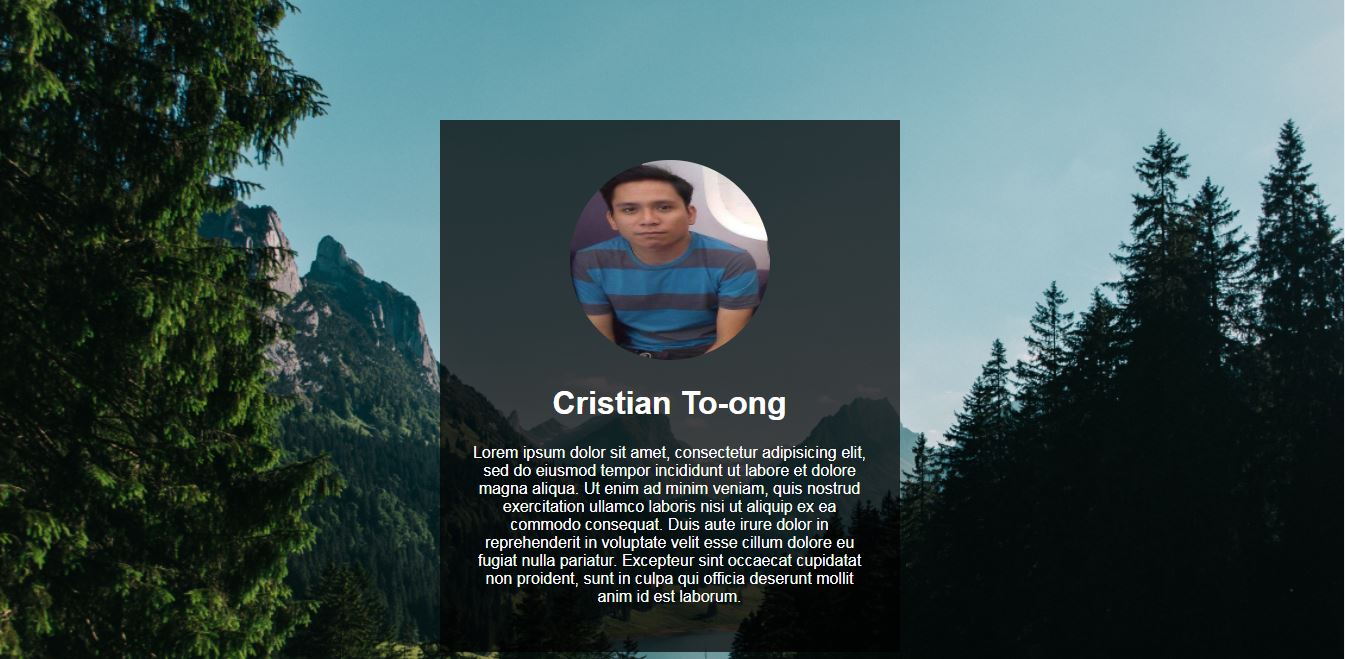 Cristian To-ong
Lorem ipsum dolor sit amet, consectetur adipisicing elit,
sed do eiusmod tempor incididunt ut labore et dolore
magna aliqua. Ut enim ad minim veniam, quis nostrud
exercitation ullamco laboris nisi ut aliquip ex ea
commodo consequat. Duis aute irure dolor in
reprehenderit in voluptate velit esse cillum dolore eu
fugiat nulla pariatur. Excepteur sint occaecat cupidatat
non proident, sunt in culpa qui officia deserunt mollit
anim id est laborum.